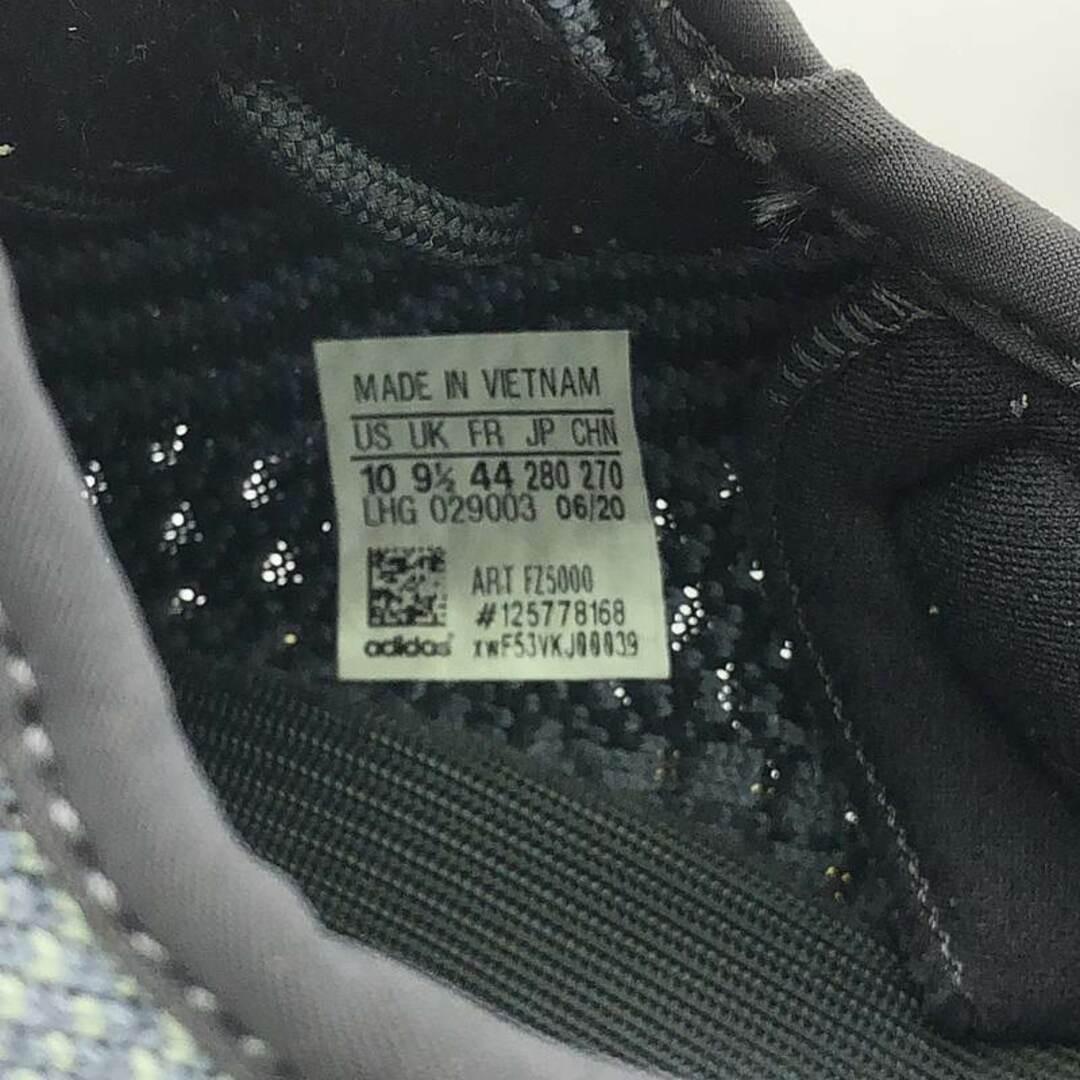 MADE IN VIETNAM
US UK FR JP CHN
10 9½ 44 280 270
LHG 029003 06/20
ART FZ5000
#125778168
adidas xwF53VKJ00039